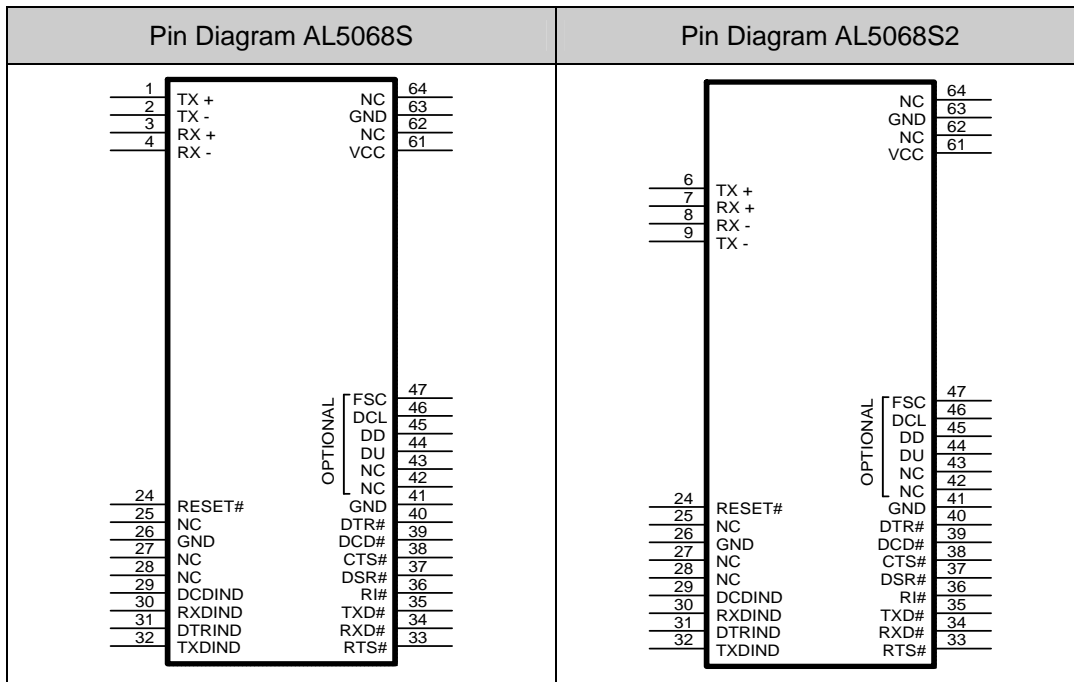 Pin Diagram AL5068S
1 TX +
2 TX -
3 RX +
4 RX -
24 RESET#
25 NC
26 GND
27 NC
28 NC
29 DCDIND
30 RXDIND
31 DTRIND
32 TXDIND
NC 64
GND 63
NC 62
VCC 61
OPTIONAL
FSC 47
DCL 46
DD 45
DU 44
NC 43
NC 42
GND 41
DTR# 40
DCD# 39
CTS# 38
DSR# 37
RI# 36
TXD# 35
RXD# 34
RTS# 33
Pin Diagram AL5068S2
6 TX +
7 RX +
8 RX -
9 TX -
24 RESET#
25 NC
26 GND
27 NC
28 NC
29 DCDIND
30 RXDIND
31 DTRIND
32 TXDIND
NC 64
GND 63
NC 62
VCC 61
OPTIONAL
FSC 47
DCL 46
DD 45
DU 44
NC 43
NC 42
GND 41
DTR# 40
DCD# 39
CTS# 38
DSR# 37
RI# 36
TXD# 35
RXD# 34
RTS# 33